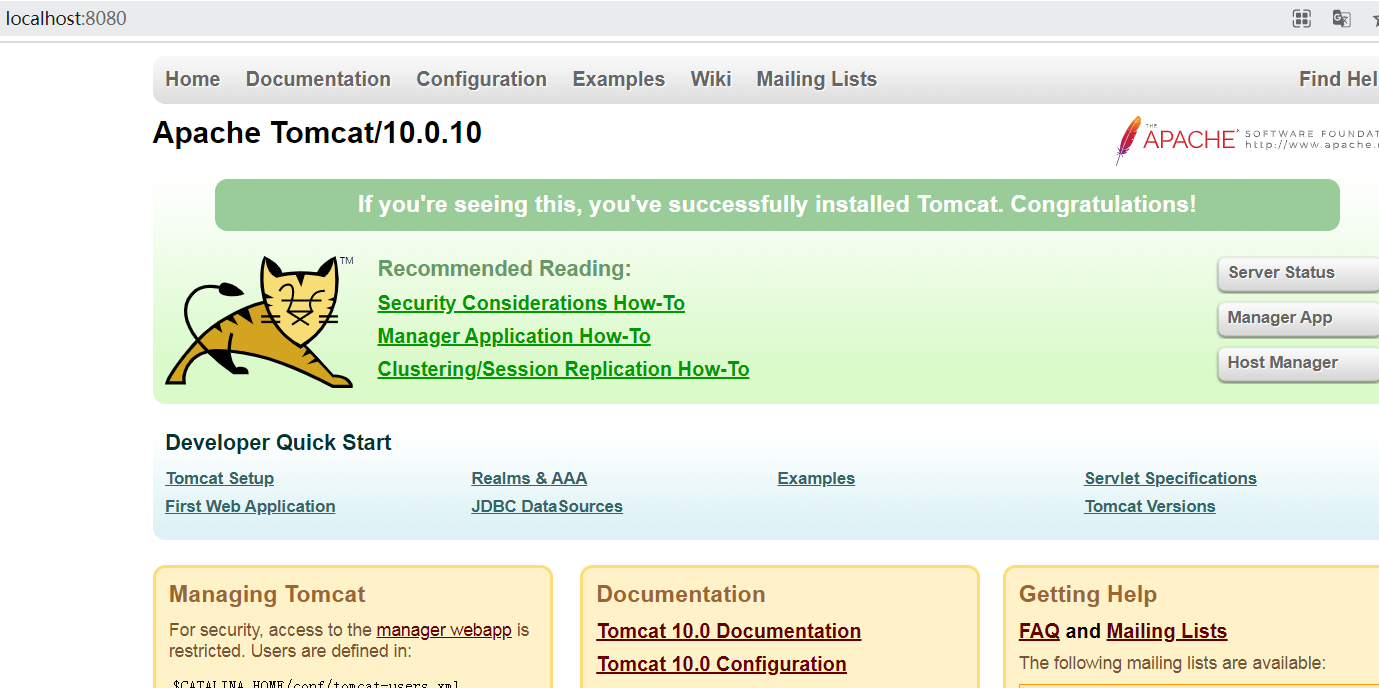 localhost:8080
Home Documentation Configuration Examples Wiki Mailing Lists Find Hel
Apache Tomcat/10.0.10
THE APACHE SOFTWARE FOUNDAT
http://www.apache.
If you're seeing this, you've successfully installed Tomcat. Congratulations!
TM
Recommended Reading:
Security Considerations How-To
Manager Application How-To
Clustering/Session Replication How-To
Server Status
Manager App
Host Manager
Developer Quick Start
Tomcat Setup
First Web Application
Realms & AAA
JDBC DataSources
Examples
Servlet Specifications
Tomcat Versions
Managing Tomcat
For security, access to the manager webapp is
restricted. Users are defined in:
$CATALINA_HOME/conf/tomcat-users.xml
Documentation
Tomcat 10.0 Documentation
Tomcat 10.0 Configuration
Getting Help
FAQ and Mailing Lists
The following mailing lists are available: